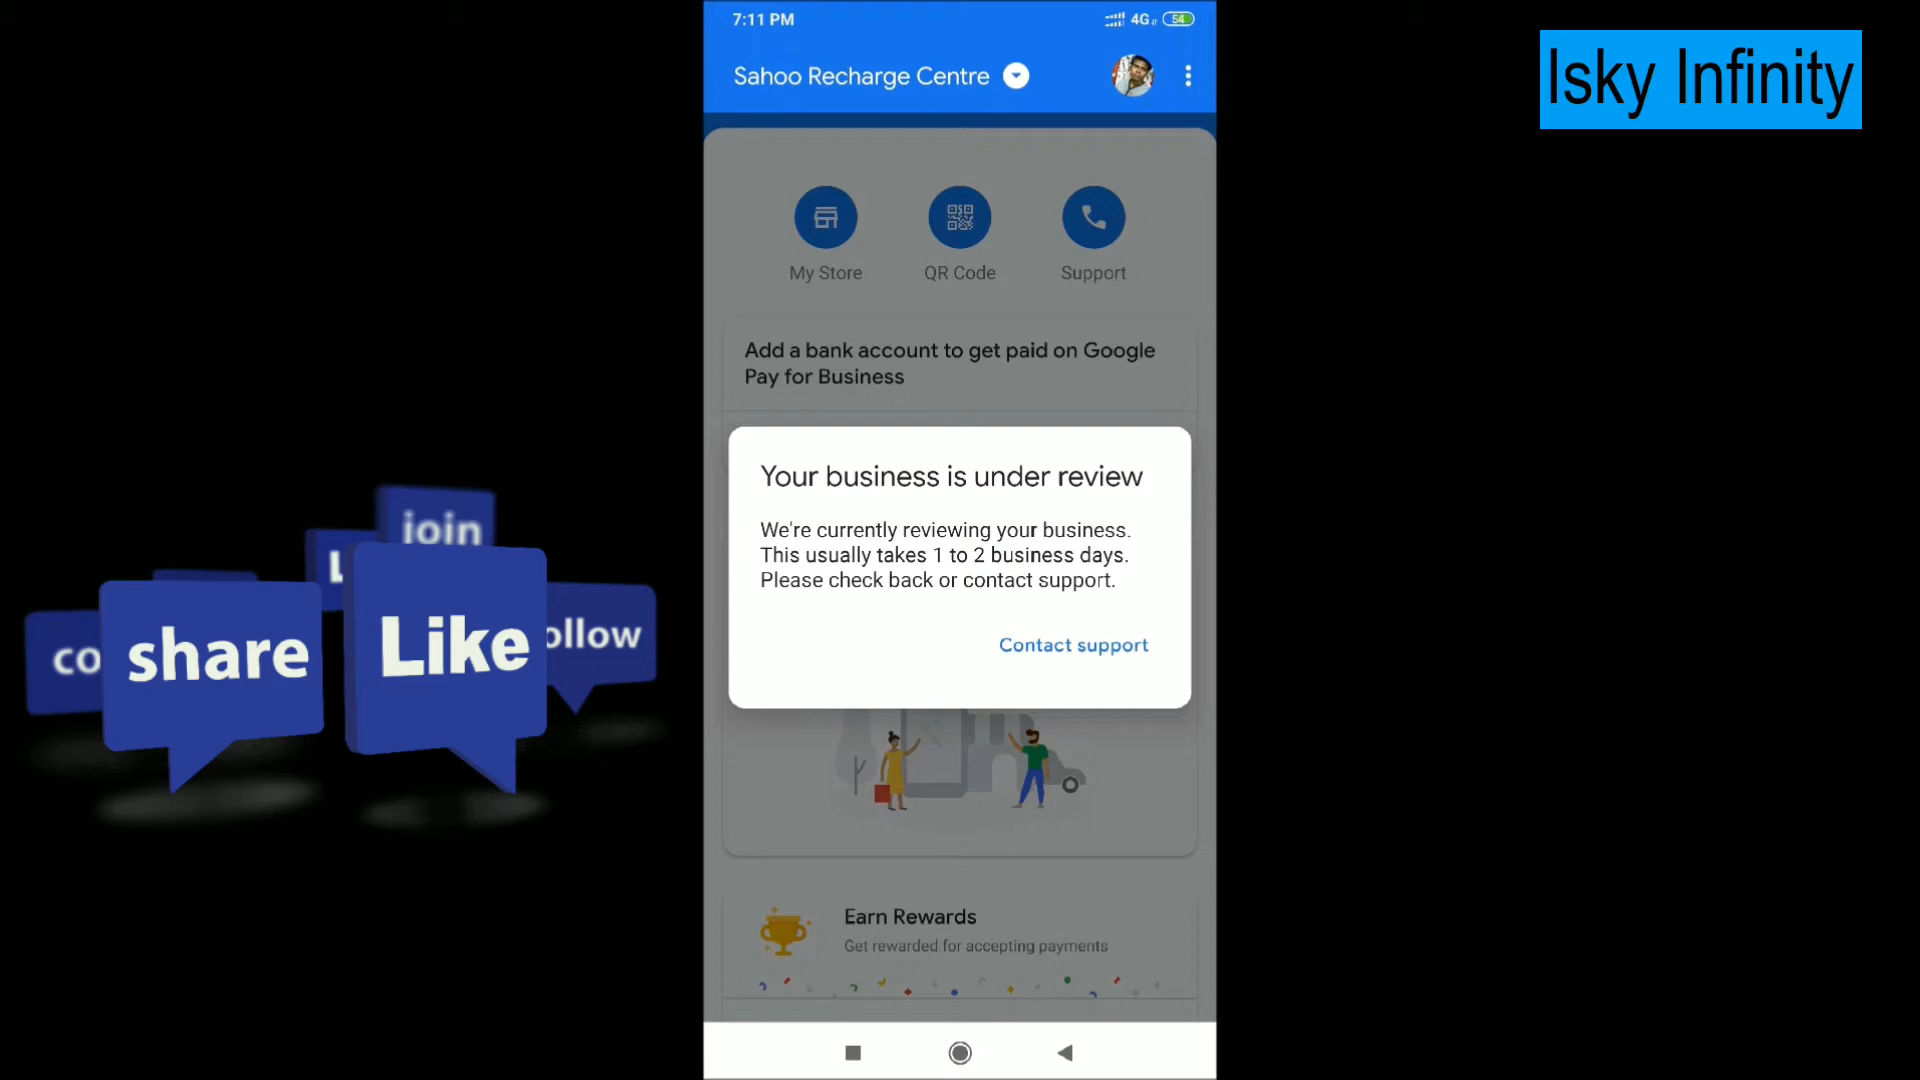 7:11 PM
4G
54
Sahoo Recharge Centre
Isky Infinity
My Store
QR Code
Support
Add a bank account to get paid on Google
Pay for Business
Your business is under review
We're currently reviewing your business.
This usually takes 1 to 2 business days.
Please check back or contact support.
Contact support
join
L
co
share
Like
ollow
Earn Rewards
Get rewarded for accepting payments